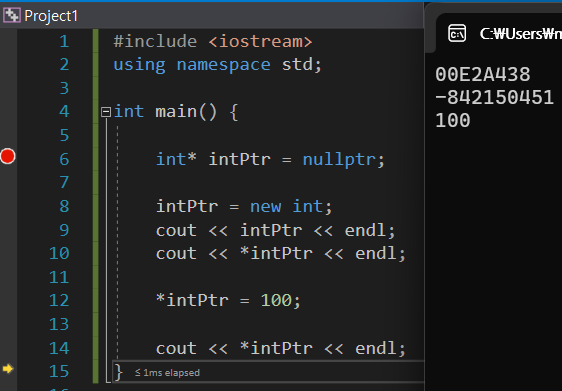 Project1
1 #include <iostream>
2 using namespace std;
3
4 int main() {
5
6 int* intPtr = nullptr;
7
8 intPtr = new int;
9 cout << intPtr << endl;
10 cout << *intPtr << endl;
11
12 *intPtr = 100;
13
14 cout << *intPtr << endl;
15 } ≤ 1ms elapsed
C:₩Users₩
00E2A438
-842150451
100